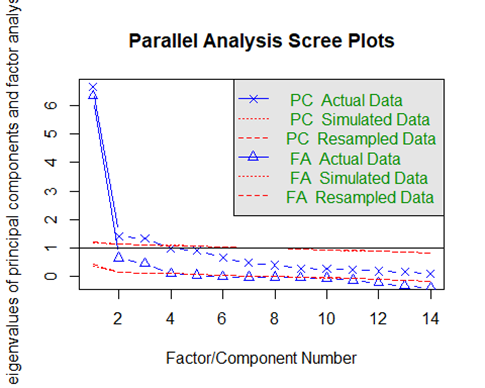 Parallel Analysis Scree Plots
eigenvalues of principal components and factor analys
6
5
4
3
2
1
0
PC Actual Data
PC Simulated Data
PC Resampled Data
FA Actual Data
FA Simulated Data
FA Resampled Data
2 4 6 8 10 12 14
Factor/Component Number